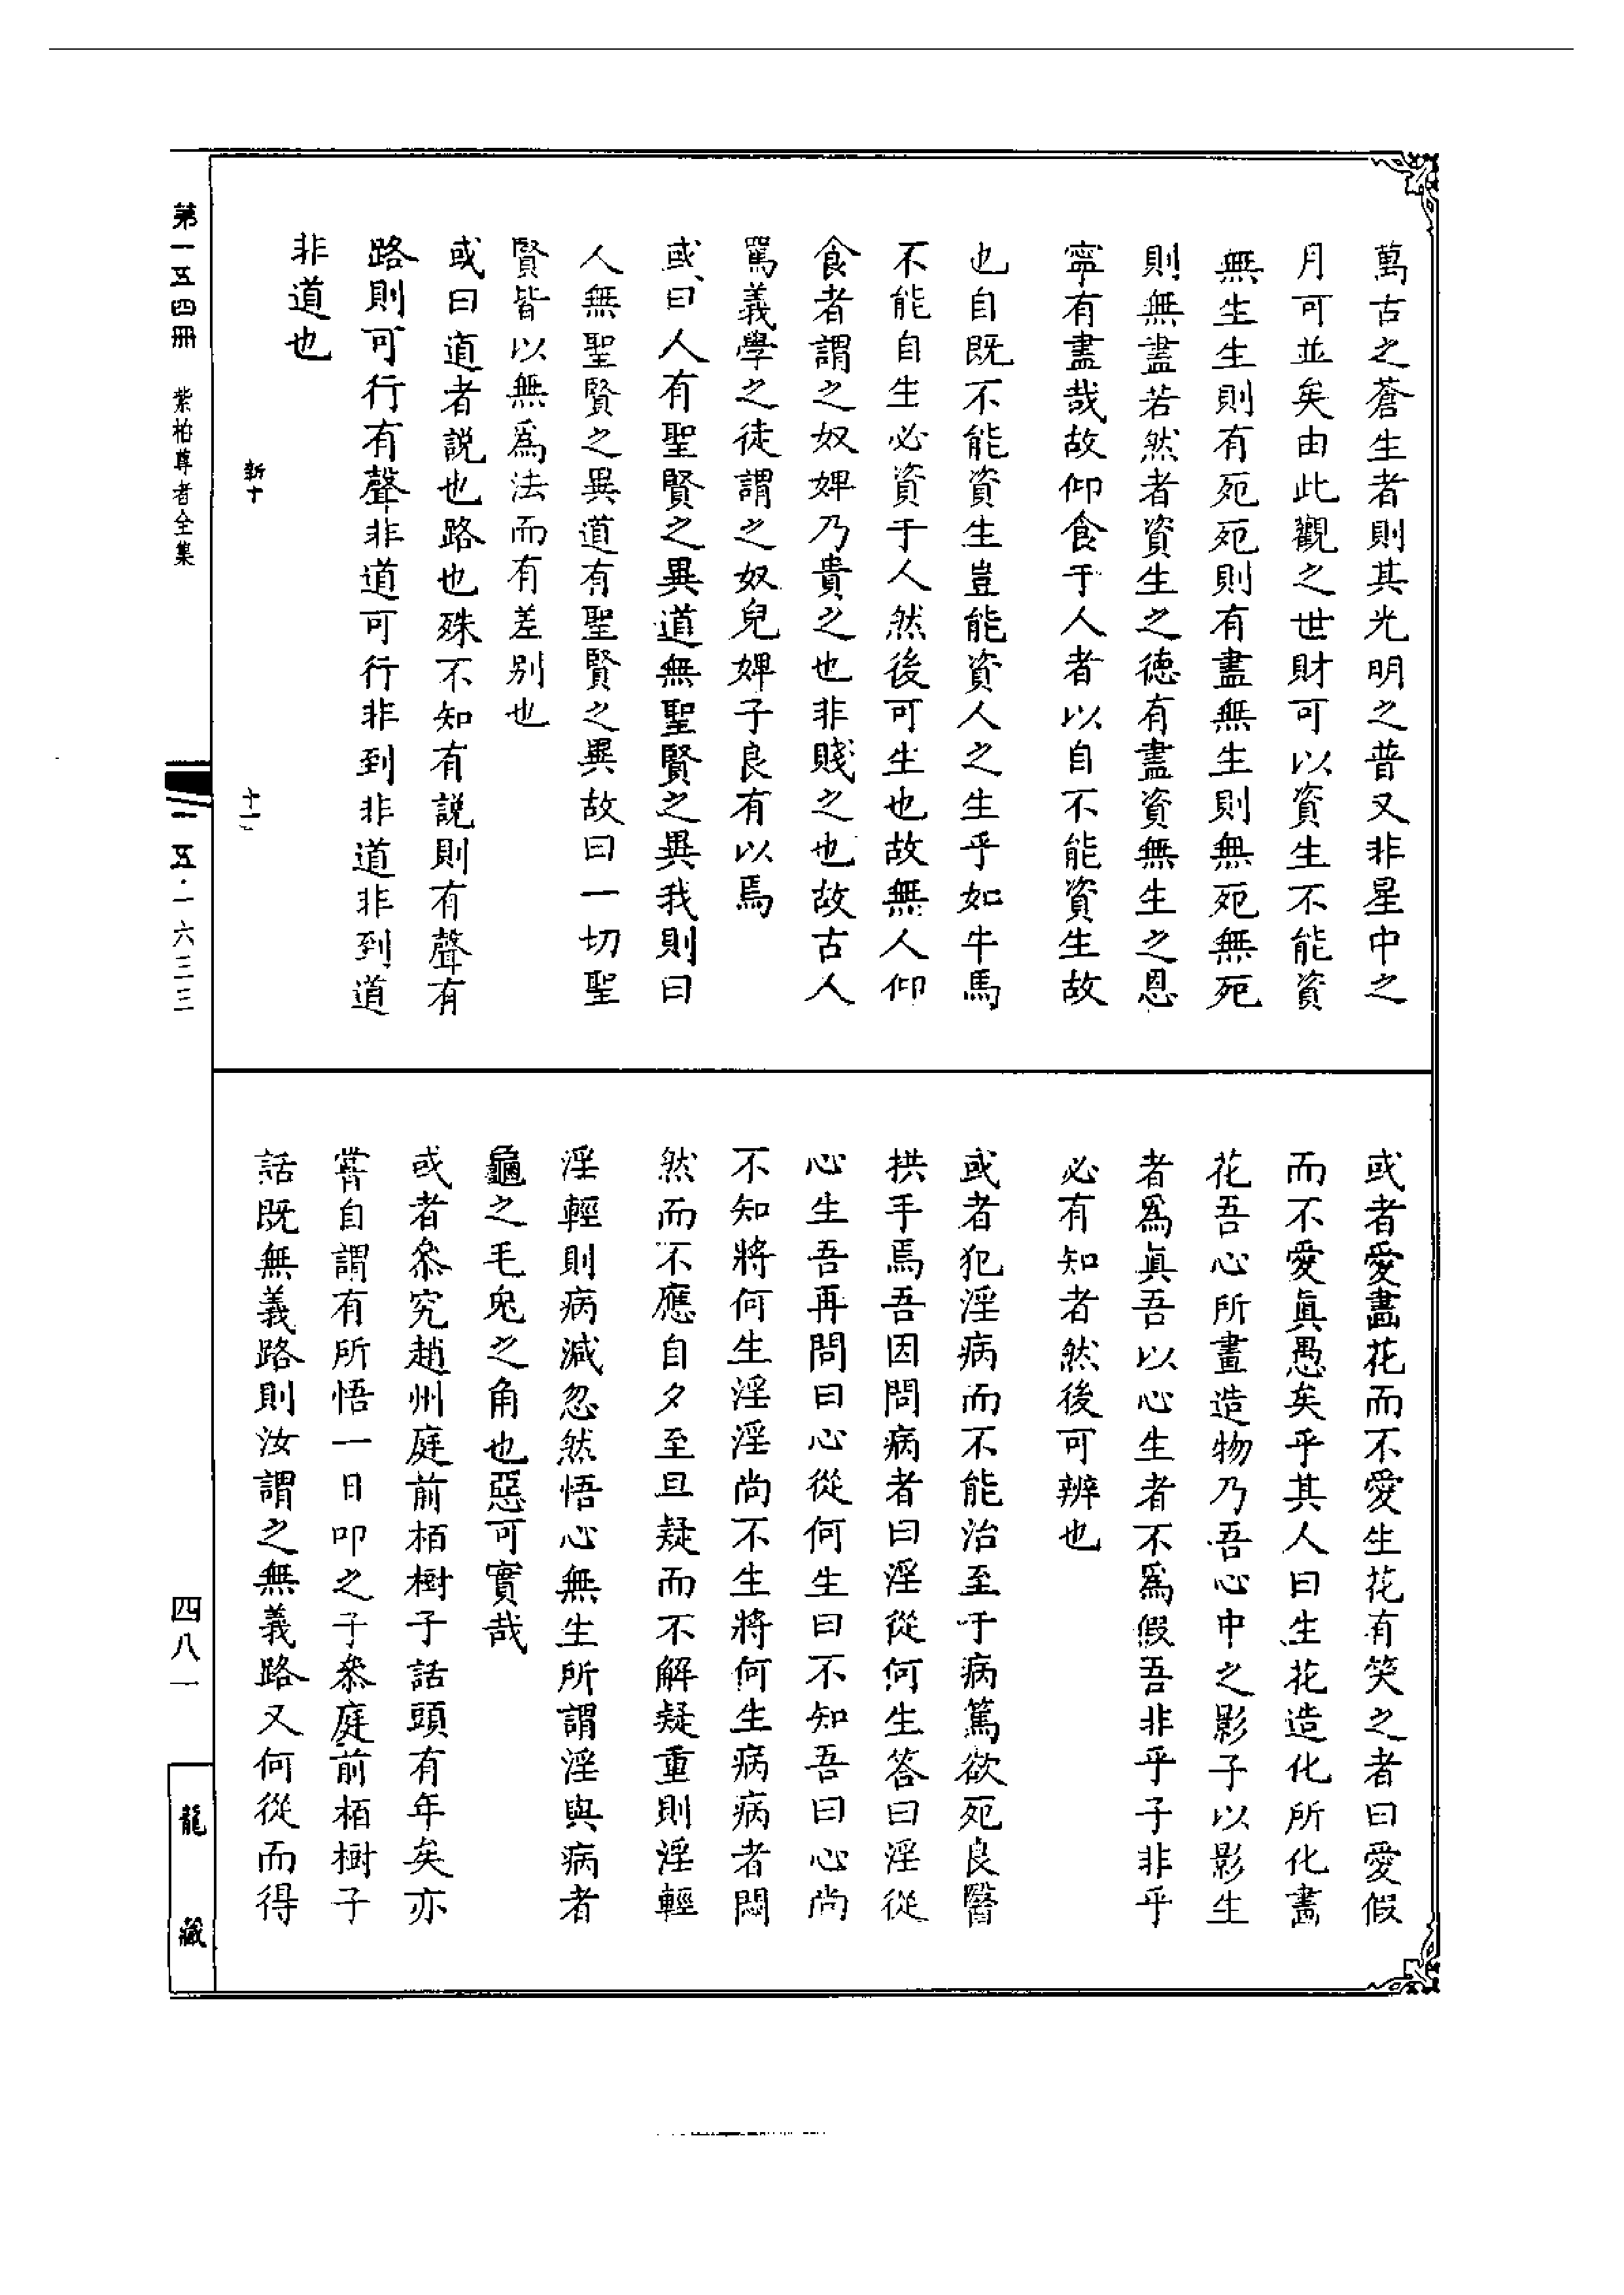 萬古之蒼生者則其光明之普又非星中之
月可並矣由此觀之世財可以資生不能資
無生生則有死死則有盡無生則無死無死
則無盡若然者資生之德有盡資無生之恩
寧有盡哉故仰食于人者以自不能資生故
也自既不能資生豈能資人之生乎如牛馬
不能自生必資于人然後可生也故無人仰
食者謂之奴婢乃貴之也非賤之也故古人
罵義學之徒謂之奴兒婢子良有以焉
或曰人有聖賢之異道無聖賢之異我則曰
人無聖賢之異道有聖賢之異故曰一切聖
賢皆以無爲法而有差别也
或曰道者説也路也殊不知有説則有聲有
路則可行有聲非道可行非到非道非到道
非道也
新十
十一
或者愛畫花而不愛生花有笑之者曰愛假
而不愛眞愚矣乎其人曰生花造化所化畫
花吾心所畫造物乃吾心中之影子以影生
者爲眞吾以心生者不爲假吾非乎子非乎
必有知者然後可辨也
或者犯淫病而不能治至于病篤欲死良醫
拱手焉吾因問病者曰淫從何生答曰淫從
心生吾再問曰心從何生曰不知吾曰心尚
不知將何生淫淫尚不生將何生病病者悶
然而不應自夕至旦疑而不解疑重則淫輕
淫輕則病減忽然悟心無生所謂淫與病者
龜之毛兔之角也惡可實哉
或者叅究趙州庭前栢樹子話頭有年矣亦
甞自謂有所悟一日叩之子叅庭前栢樹子
話既無義路則汝謂之無義路又何從而得
第一五四冊 紫柏尊者全集
五·一六三三
四八一
龍藏